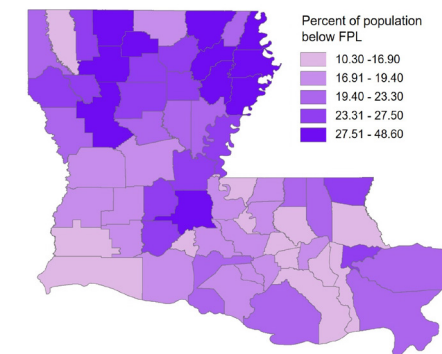 Percent of population
below FPL
10.30 -16.90
16.91 - 19.40
19.40 - 23.30
23.31 - 27.50
27.51 - 48.60